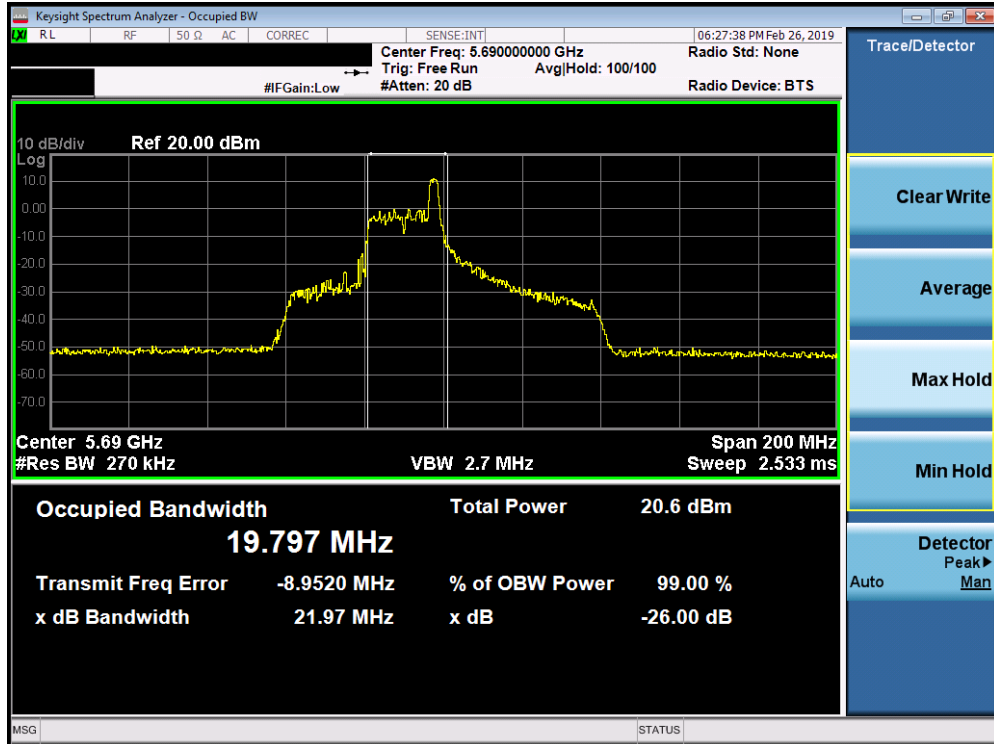 Keysight Spectrum Analyzer - Occupied BW
LXI RL RF 50 Ω AC CORREC SENSE:INT 06:27:38 PM Feb 26, 2019
Center Freq: 5.690000000 GHz Radio Std: None
Trig: Free Run Avg|Hold: 100/100
#IFGain:Low #Atten: 20 dB Radio Device: BTS
10 dB/div Ref 20.00 dBm
Log
10.0
0.00
-10.0
-20.0
-30.0
-40.0
-50.0
-60.0
-70.0
Center 5.69 GHz Span 200 MHz
#Res BW 270 kHz VBW 2.7 MHz Sweep 2.533 ms
Occupied Bandwidth Total Power 20.6 dBm
19.797 MHz
Transmit Freq Error -8.9520 MHz % of OBW Power 99.00 %
x dB Bandwidth 21.97 MHz x dB -26.00 dB
MSG STATUS
Trace/Detector
Clear Write
Average
Max Hold
Min Hold
Detector
Peak▶
Auto Man